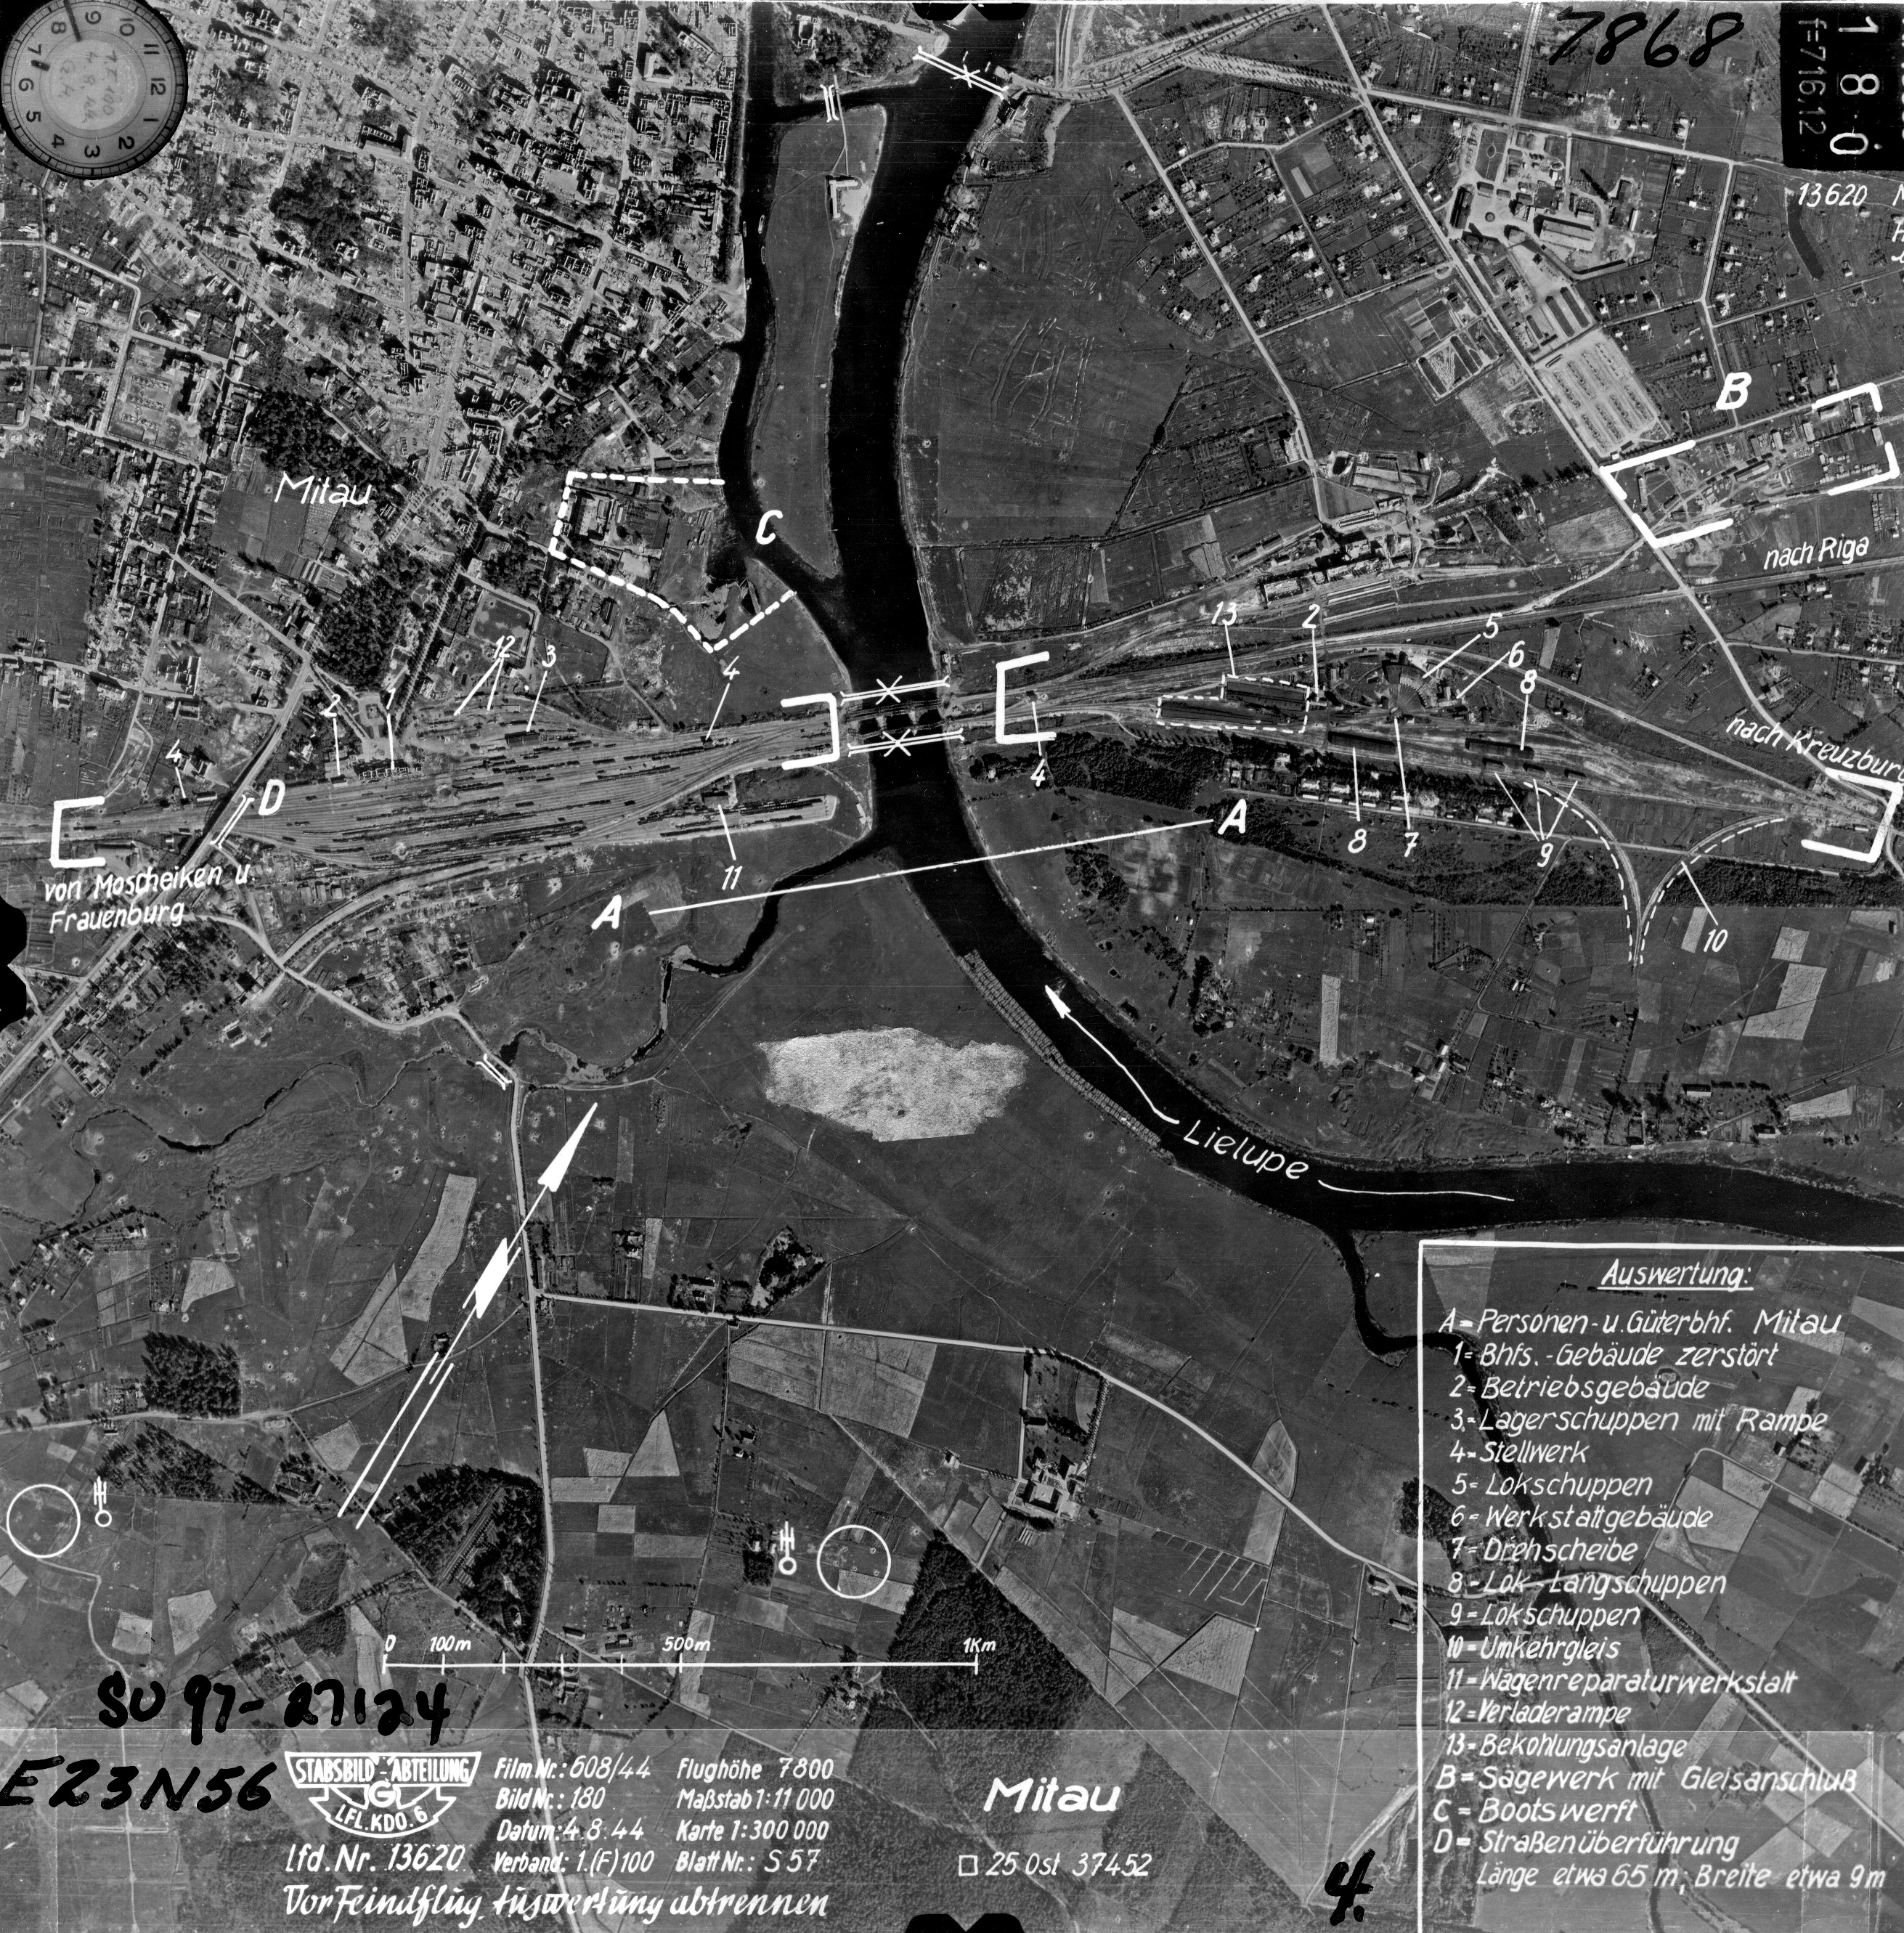 7868
180
f=716.12
13620
B
Mitau
C
nach Riga
13
2
5
6
8
12
3
4
2
1
4
D
4
nach Kreuzburg
A
8
7
9
11
von Moscheiken u.
Frauenburg
A
10
Lielupe
Auswertung:
A= Personen-u.Güterbhf. Mitau
1= Bhfs.-Gebäude zerstört
2= Betriebsgebäude
3= Lagerschuppen mit Rampe
4= Stellwerk
5= Lokschuppen
6= Werkstattgebäude
7= Drehscheibe
8= Lok-Langschuppen
9= Lokschuppen
10= Umkehrgleis
11= Wagenreparaturwerkstatt
12= Verladerampe
13= Bekohlungsanlage
B= Sägewerk mit Gleisanschluß
C= Bootswerft
D= Straßenüberführung
Länge etwa 65 m, Breite etwa 9m
0 100m 500m 1Km
SU 97-27124
E23N56
STABSBILD-ABTEILUNG
G
LFL.KDO.6
Lfd.Nr. 13620
Film Nr.: 608/44 Flughöhe 7800
Bild Nr.: 180 Maßstab 1:11 000
Datum: 4.8.44 Karte 1:300 000
Verband: 1.(F)100 Blatt Nr.: S 57
Vor Feindflug Auswertung abtrennen
Mitau
25 Ost 37452
4.